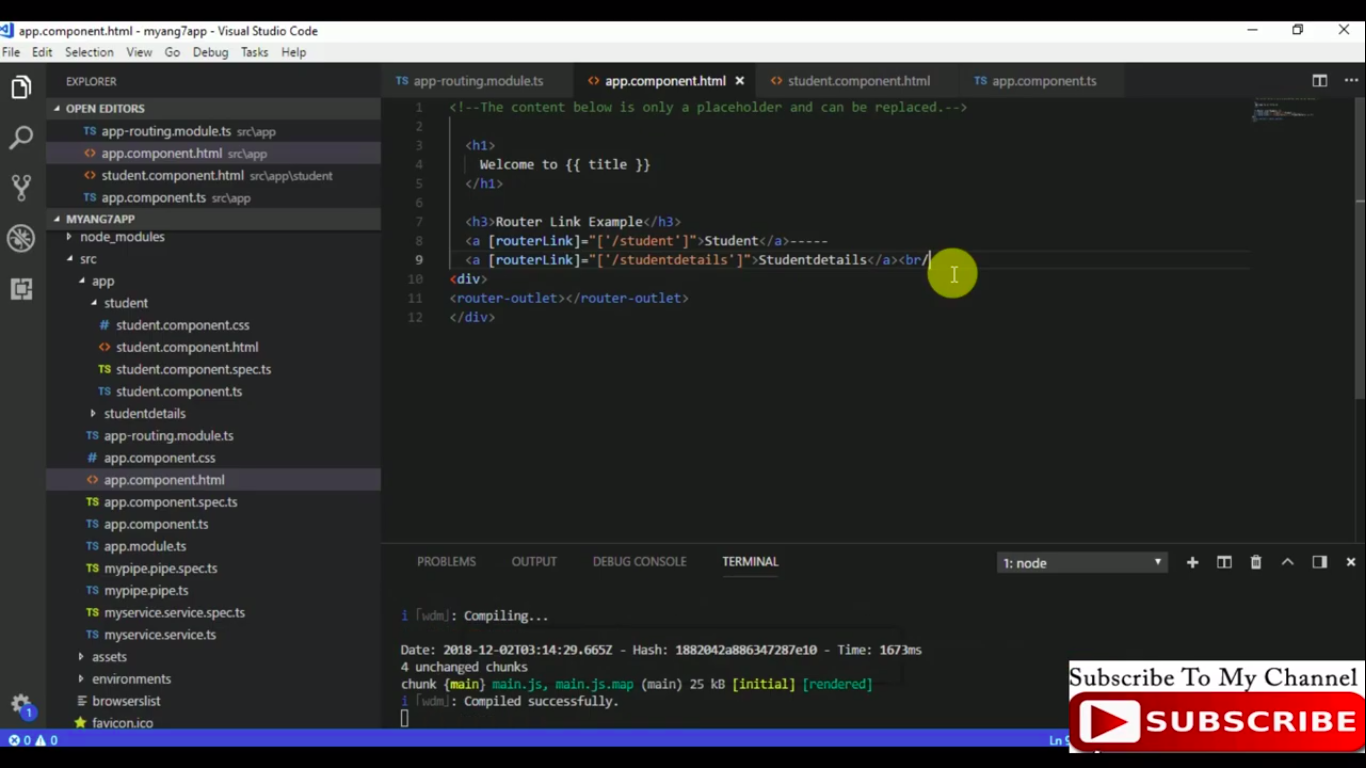 app.component.html - myang7app - Visual Studio Code
File Edit Selection View Go Debug Tasks Help
EXPLORER
OPEN EDITORS
TS app-routing.module.ts src\app
<> app.component.html src\app
<> student.component.html src\app\student
TS app.component.ts src\app
MYANG7APP
node_modules
src
app
student
# student.component.css
<> student.component.html
TS student.component.spec.ts
TS student.component.ts
studentdetails
TS app-routing.module.ts
# app.component.css
<> app.component.html
TS app.component.spec.ts
TS app.component.ts
TS app.module.ts
TS mypipe.pipe.spec.ts
TS mypipe.pipe.ts
TS myservice.service.spec.ts
TS myservice.service.ts
assets
environments
browserslist
favicon.ico
TS app-routing.module.ts <> app.component.html × <> student.component.html TS app.component.ts
1 <!--The content below is only a placeholder and can be replaced.-->
2
3 <h1>
4 Welcome to {{ title }}
5 </h1>
6
7 <h3>Router Link Example</h3>
8 <a [routerLink]="['/student']">Student</a>-----
9 <a [routerLink]="['/studentdetails']">Studentdetails</a><br/
10 <div>
11 <router-outlet></router-outlet>
12 </div>
PROBLEMS OUTPUT DEBUG CONSOLE TERMINAL 1: node
i ｢wdm｣: Compiling...
Date: 2018-12-02T03:14:29.665Z - Hash: 1882042a886347287e10 - Time: 1673ms
4 unchanged chunks
chunk {main} main.js, main.js.map (main) 25 kB [initial] [rendered]
i ｢wdm｣: Compiled successfully.
Subscribe To My Channel
SUBSCRIBE
1
0 0
Ln